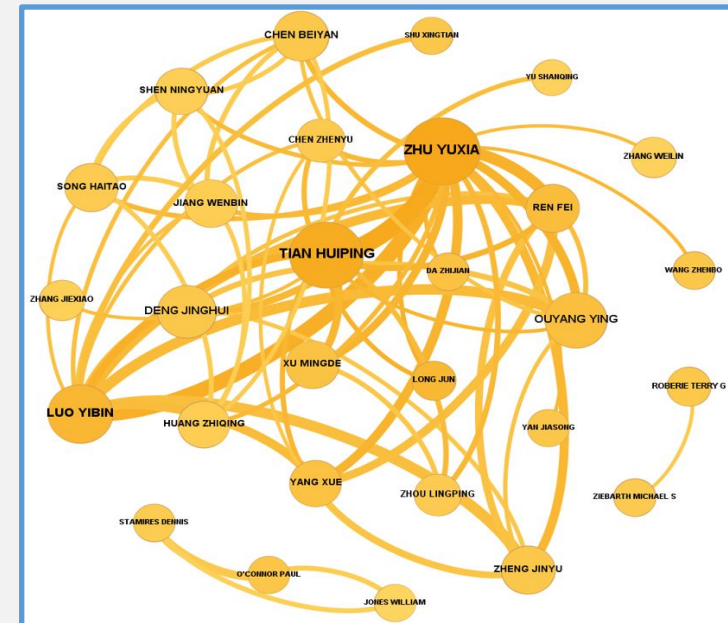 CHEN BEIYAN
SHU XINGTIAN
YU SHANQING
SHEN NINGYUAN
CHEN ZHENYU
ZHU YUXIA
ZHANG WEILIN
SONG HAITAO
JIANG WENBIN
REN FEI
TIAN HUIPING
DA ZHIJIAN
WANG ZHENBO
ZHANG JIEXIAO
DENG JINGHUI
OUYANG YING
XU MINGDE
LONG JUN
ROBERIE TERRY G
LUO YIBIN
HUANG ZHIQING
YAN JIASONG
YANG XUE
ZHOU LINGPING
ZIEBARTH MICHAEL S
STAMIRES DENNIS
O'CONNOR PAUL
ZHENG JINYU
JONES WILLIAM